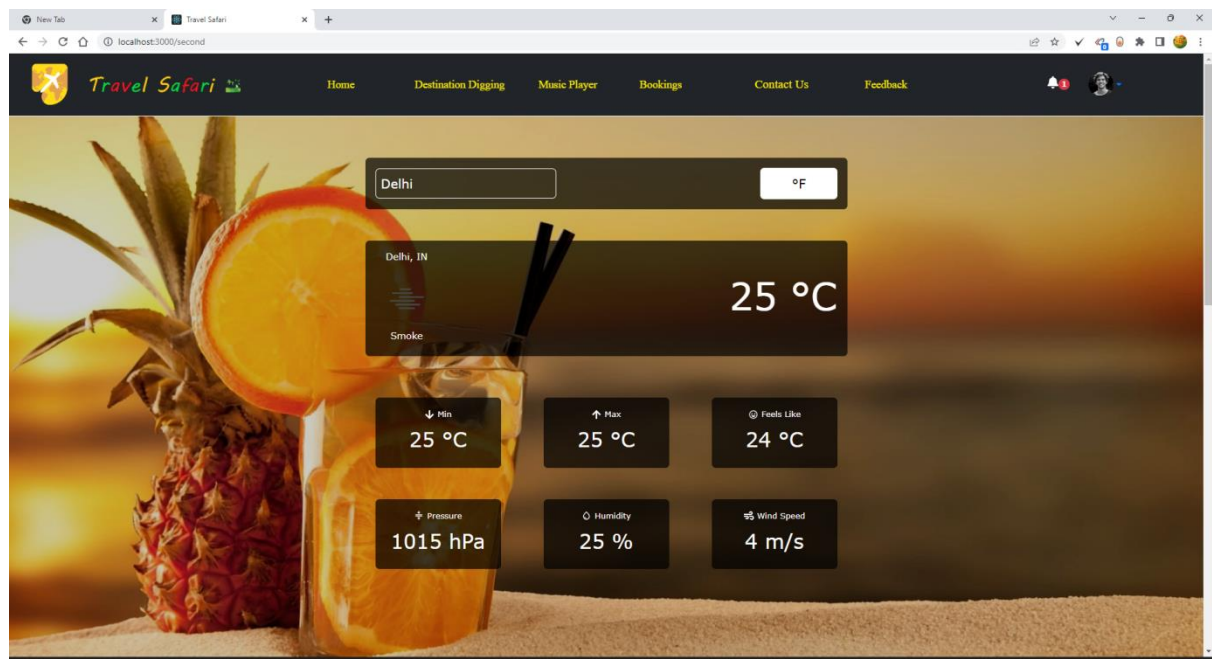 New Tab
Travel Safari
localhost:3000/second
Travel Safari
Home
Destination Digging
Music Player
Bookings
Contact Us
Feedback
1
Delhi
°F
Delhi, IN
25 °C
Smoke
Min
25 °C
Max
25 °C
Feels Like
24 °C
Pressure
1015 hPa
Humidity
25 %
Wind Speed
4 m/s